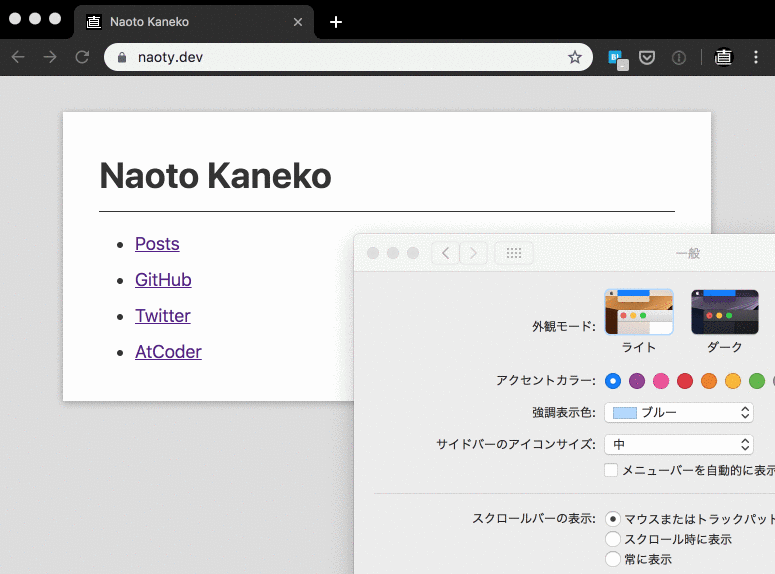 直 Naoto Kaneko
naoty.dev
B!
直
Naoto Kaneko
Posts
GitHub
Twitter
AtCoder
一般
外観モード:
ライト
ダーク
アクセントカラー:
強調表示色: ブルー
サイドバーのアイコンサイズ: 中
メニューバーを自動的に表示
スクロールバーの表示: マウスまたはトラックパッド
スクロール時に表示
常に表示